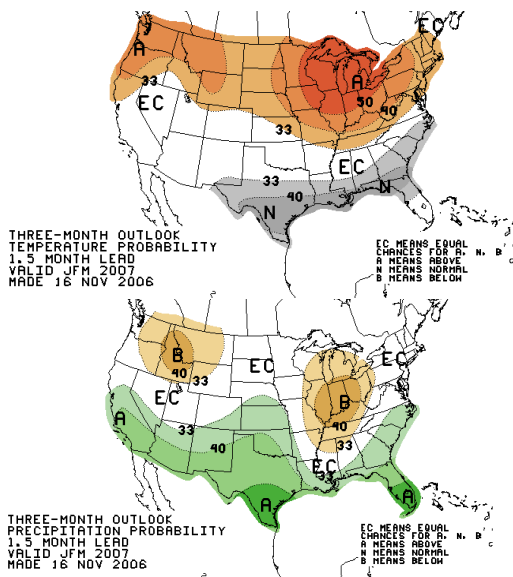 EC
A
33
EC
A
50
40
33
EC
33
40
N
N
THREE-MONTH OUTLOOK
TEMPERATURE PROBABILITY
1.5 MONTH LEAD
VALID JFM 2007
MADE 16 NOV 2006
EC MEANS EQUAL
CHANCES FOR A, N, B
A MEANS ABOVE
N MEANS NORMAL
B MEANS BELOW
B
40
33
EC
EC
EC
A
33
40
B
40
33
EC
33
A
A
THREE-MONTH OUTLOOK
PRECIPITATION PROBABILITY
1.5 MONTH LEAD
VALID JFM 2007
MADE 16 NOV 2006
EC MEANS EQUAL
CHANCES FOR A, N, B
A MEANS ABOVE
N MEANS NORMAL
B MEANS BELOW